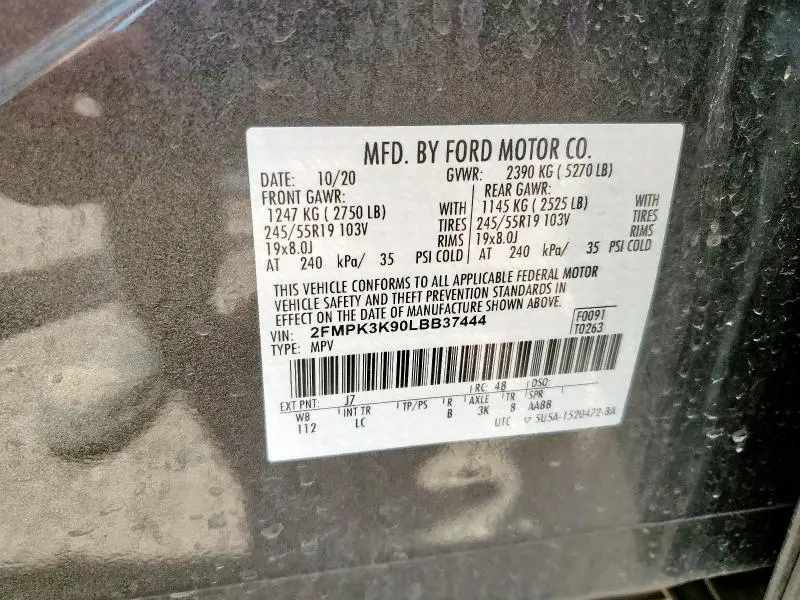 MFD. BY FORD MOTOR CO.
DATE: 10/20 GVWR: 2390 KG ( 5270 LB)
FRONT GAWR: REAR GAWR:
1247 KG ( 2750 LB) WITH 1145 KG ( 2525 LB) WITH
245/55R19 103V TIRES 245/55R19 103V TIRES
19x8.0J RIMS 19x8.0J RIMS
AT 240 kPa/ 35 PSI COLD AT 240 kPa/ 35 PSI COLD
THIS VEHICLE CONFORMS TO ALL APPLICABLE FEDERAL MOTOR
VEHICLE SAFETY AND THEFT PREVENTION STANDARDS IN
EFFECT ON THE DATE OF MANUFACTURE SHOWN ABOVE.
VIN: 2FMPK3K90LBB37444 F0091
TYPE: MPV T0263
EXT PNT: J7 RC: 48 DSO:
WB INT TR TP/PS R AXLE TR SPR
112 LC B 3K 8 AABB
UTC ▽ 5U5A-1520472-BA